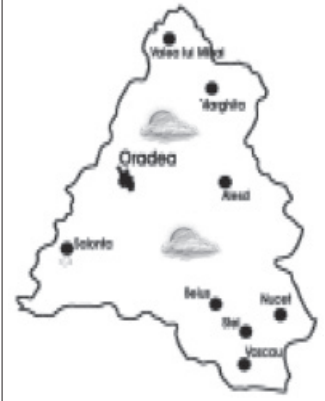 Valea lui Mihai
Marghita
Oradea
Alesd
Salonta
Beius
Nucet
Stei
Vascau